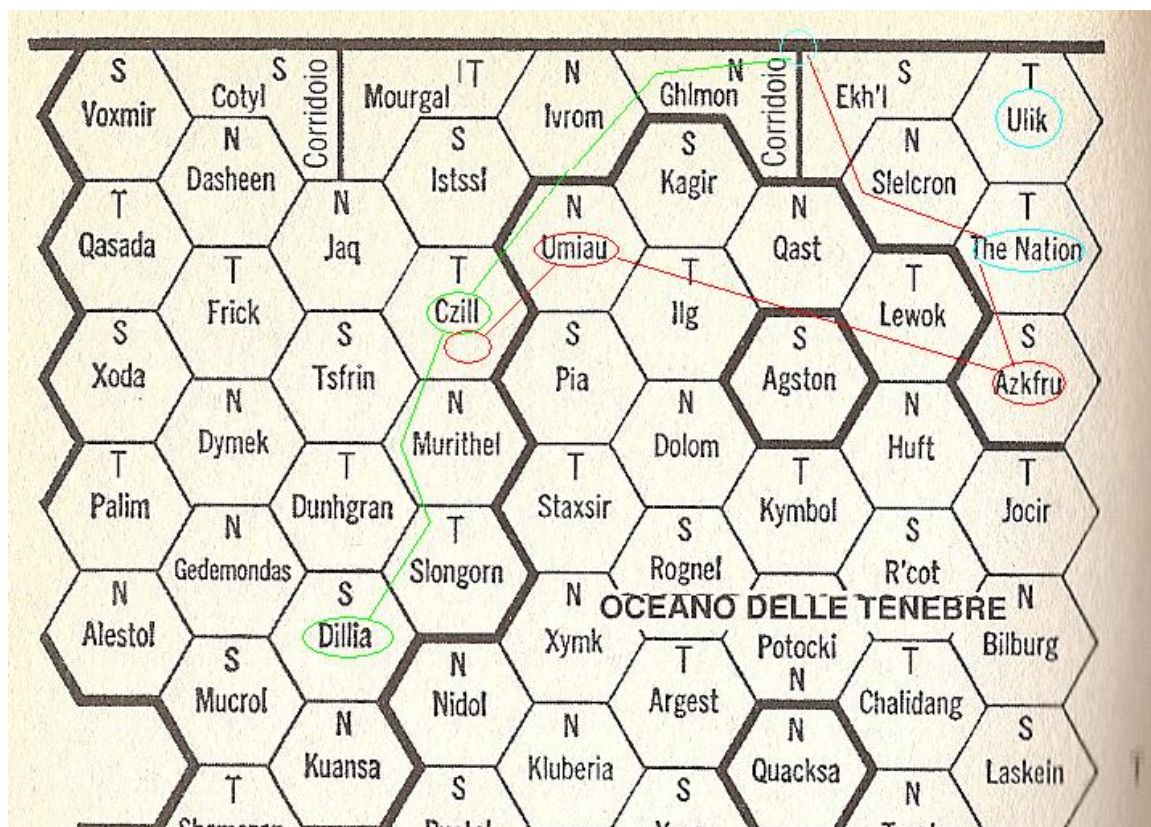 S
Voxmir
Cotyl
S
Corridoio
Mourgal
IT
N
Ivrom
N
Ghlmon
Corridoio
Ekh'l
S
T
Ulik
N
Dasheen
S
Istssl
S
Kagir
N
Slelcron
T
Qasada
N
Jaq
N
Umiau
N
Qast
T
The Nation
T
Frick
T
Czill
T
Ilg
T
Lewok
S
Xoda
S
Tsfrin
S
Pia
S
Agston
S
Azkfru
N
Dymek
N
Murithel
N
Dolom
N
Huft
T
Palim
T
Dunhgran
T
Staxsir
T
Kymbol
T
Jocir
N
Gedemondas
T
Slongorn
S
Rognel
S
R'cot
N
Alestol
S
Dillia
N
Xymk
OCEANO DELLE TENEBRE
Potocki
N
N
Bilburg
S
Mucrol
N
Nidol
T
Argest
T
Chalidang
N
Kuansa
N
Kluberia
N
Quacksa
S
Laskein
T
S
S
N